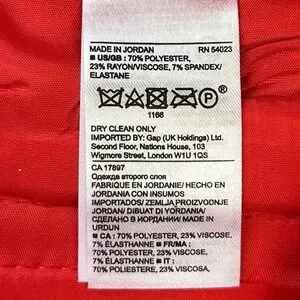 MADE IN JORDAN RN 54023
■ US/GB: 70% POLYESTER,
23% RAYON/VISCOSE, 7% SPANDEX/
ELASTANE
P
1166
DRY CLEAN ONLY
IMPORTED BY: Gap (UK Holdings) Ltd.
Second Floor, Nations House, 103
Wigmore Street, London W1U 1QS
CA 17897
Одежда второго слоя
FABRIQUE EN JORDANIE/ HECHO EN
JORDANIA CON INSUMOS
IMPORTADOS/ ZEMLJA PROIZVODNJE
JORDAN/ DIBUAT DI YORDANIA/
СДЕЛАНО В ИОРДАНИИ/ MADE IN
URDUN
■ CA: 70% POLYESTER, 23% VISCOSE,
7% ÉLASTHANNE ■ FR/MA:
70% POLYESTER, 23% VISCOSE,
7% ÉLASTHANNE ■ IT:
70% POLIESTERE, 23% VISCOSA,